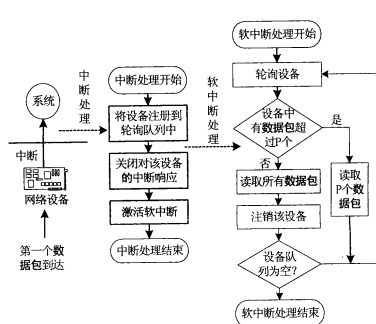 系统
中断
网络设备
第一个数
据包到达
中断处理
中断处理开始
将设备注册到
轮询队列中
关闭对该设备
的中断响应
激活软中断
中断处理结束
软中断处理
软中断处理开始
轮询设备
设备中
有数据包超
过P个
是
否
读取所有数据包
读取
P个数
据包
注销该设备
设备队
列为空?
软中断处理结束